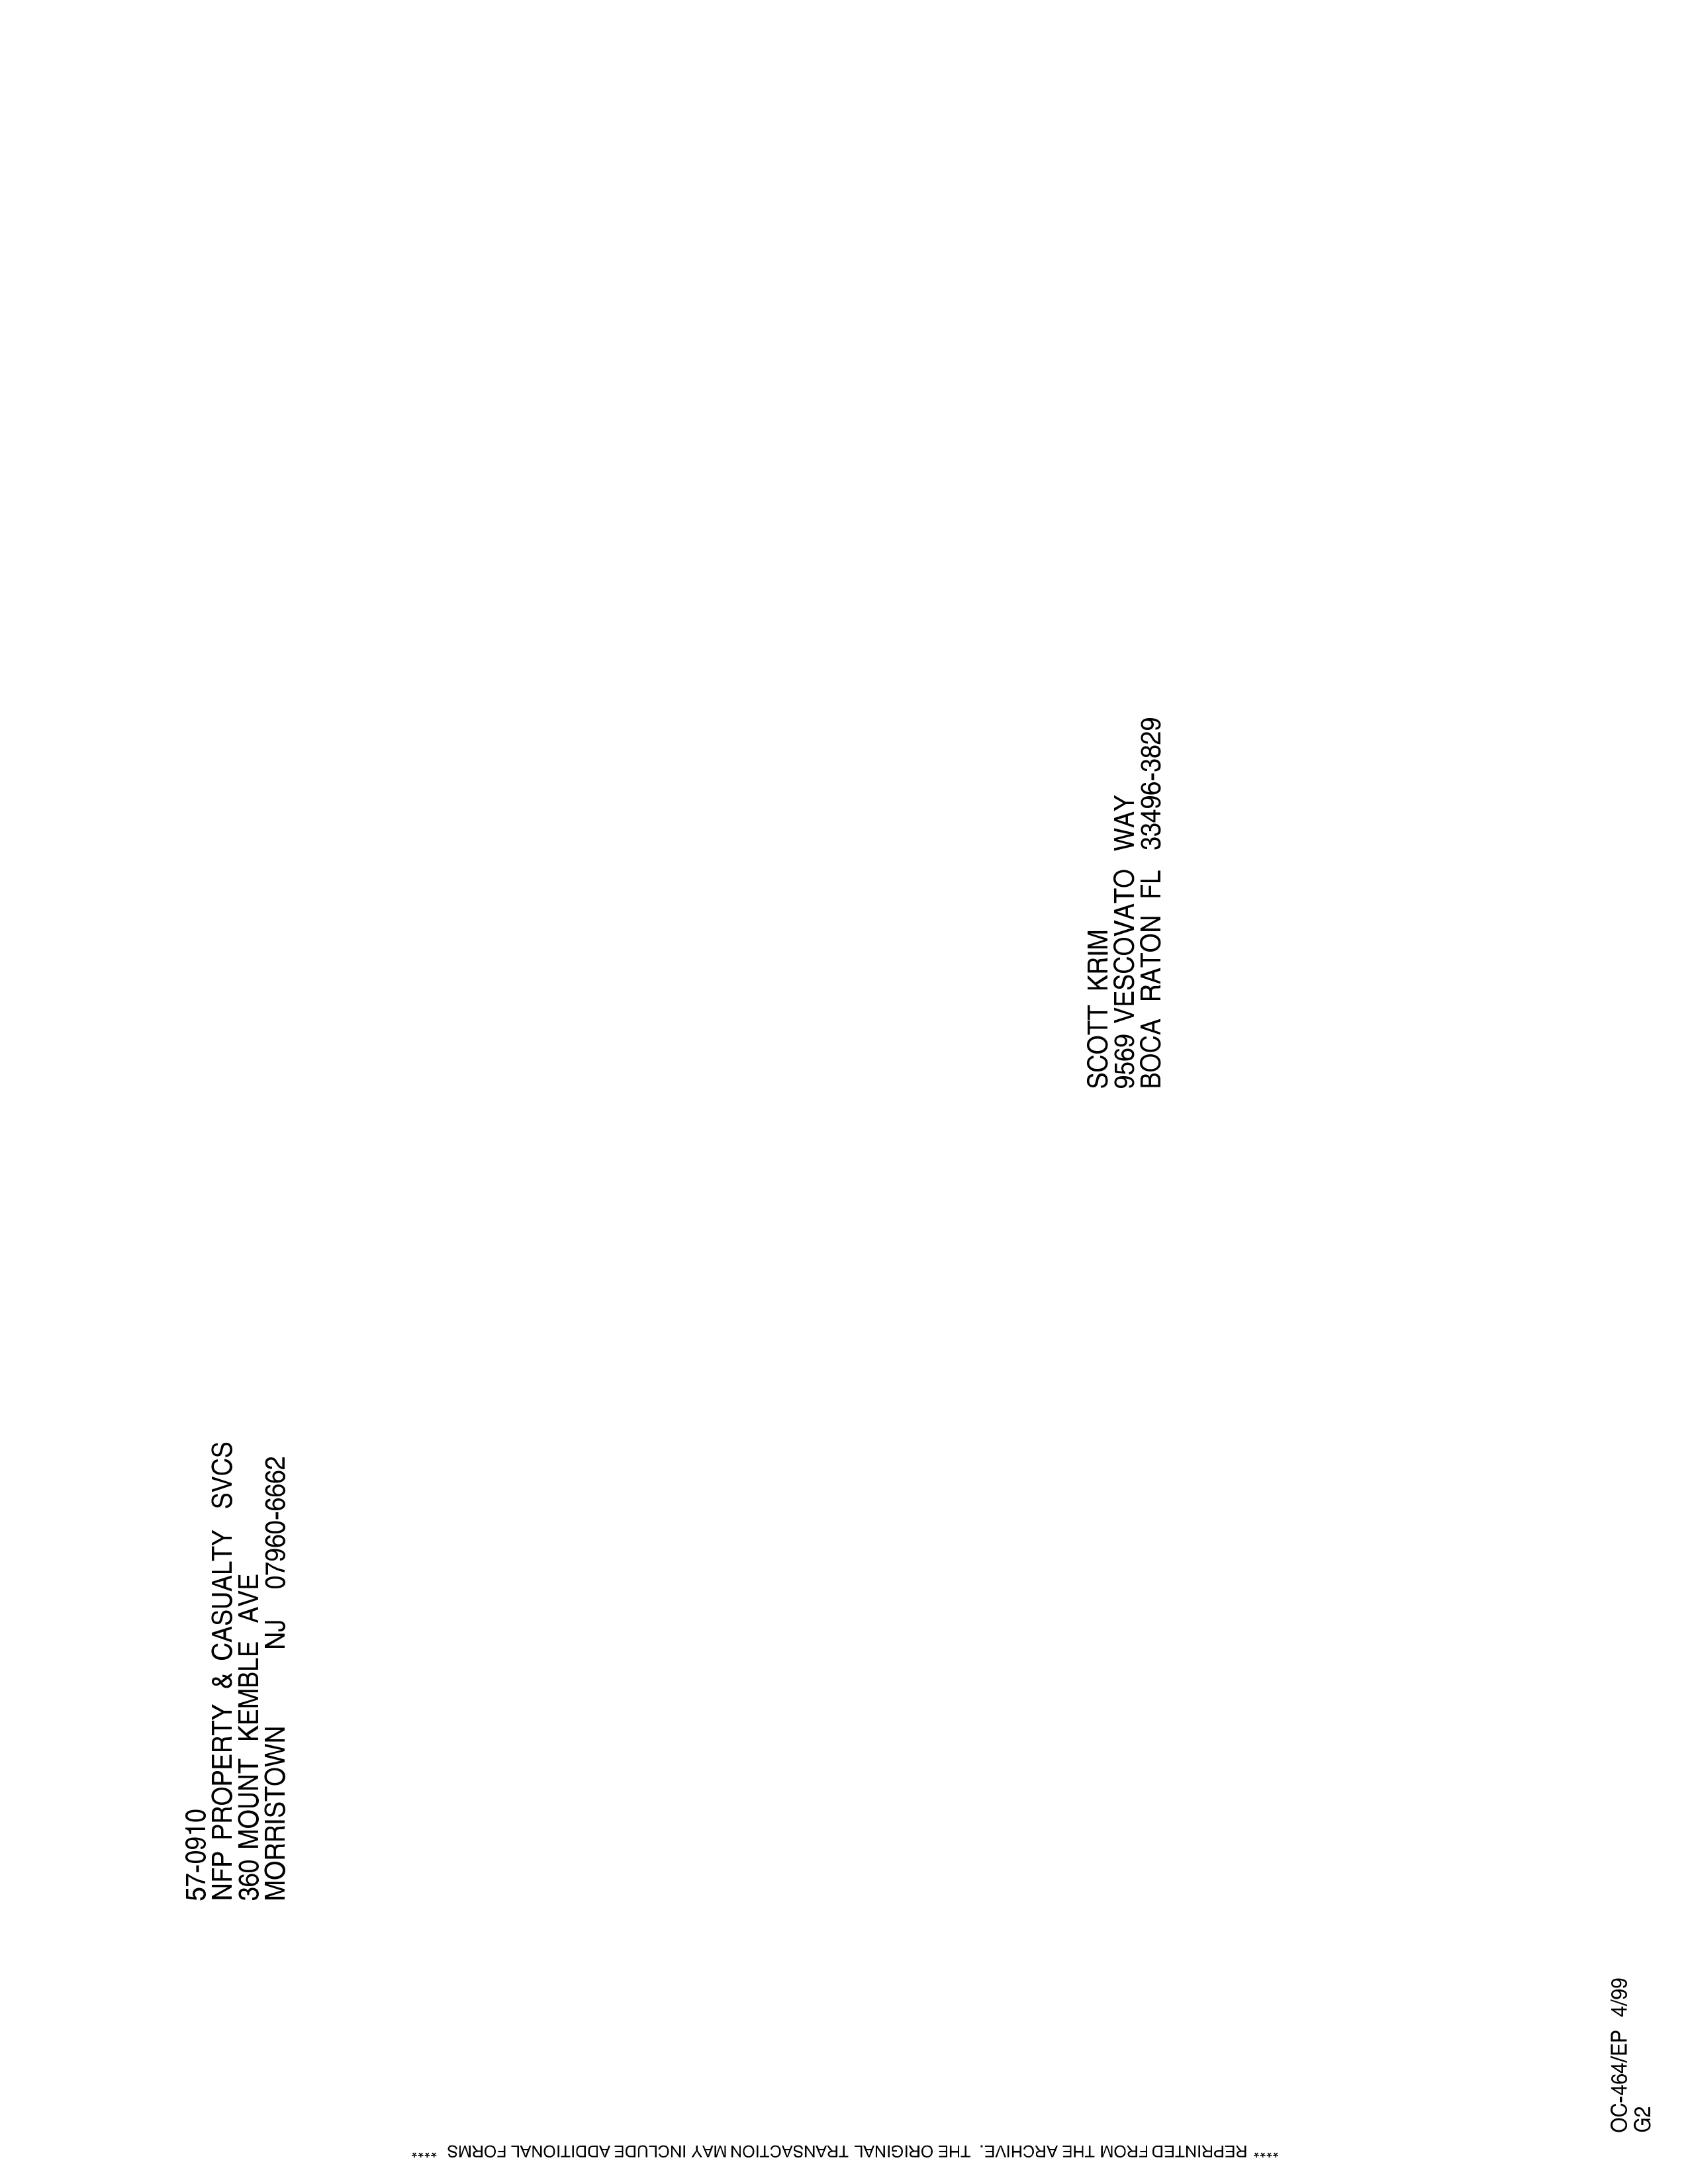 57-0910
NFP PROPERTY & CASUALTY SVCS
360 MOUNT KEMBLE AVE
MORRISTOWN NJ 07960-6662
SCOTT KRIM
9569 VESCOVATO WAY
BOCA RATON FL 33496-3829
OC-464/EP 4/99
G2
**** REPRINTED FROM THE ARCHIVE. THE ORIGINAL TRANSACTION MAY INCLUDE ADDITIONAL FORMS ****